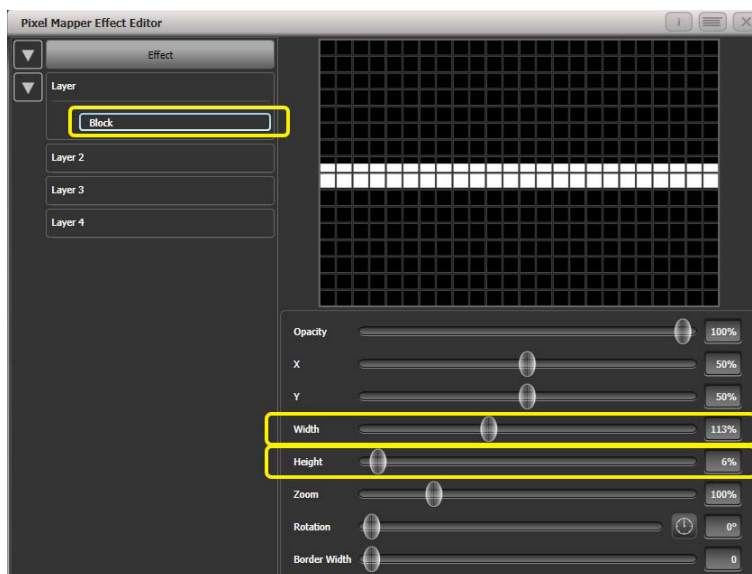 Pixel Mapper Effect Editor
i
Effect
Layer
Block
Layer 2
Layer 3
Layer 4
Opacity 100%
X 50%
Y 50%
Width 113%
Height 6%
Zoom 100%
Rotation 0°
Border Width 0